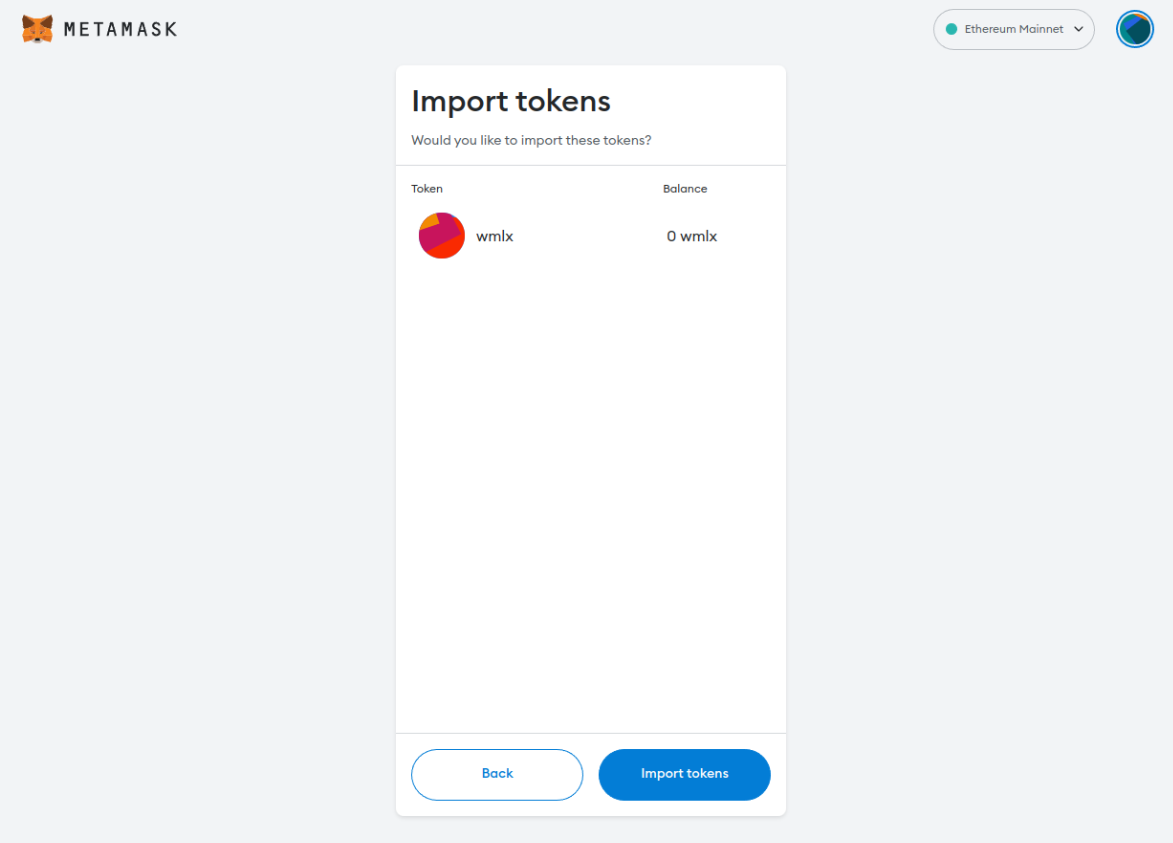 METAMASK
Ethereum Mainnet
Import tokens
Would you like to import these tokens?
Token Balance
wmlx 0 wmlx
Back Import tokens